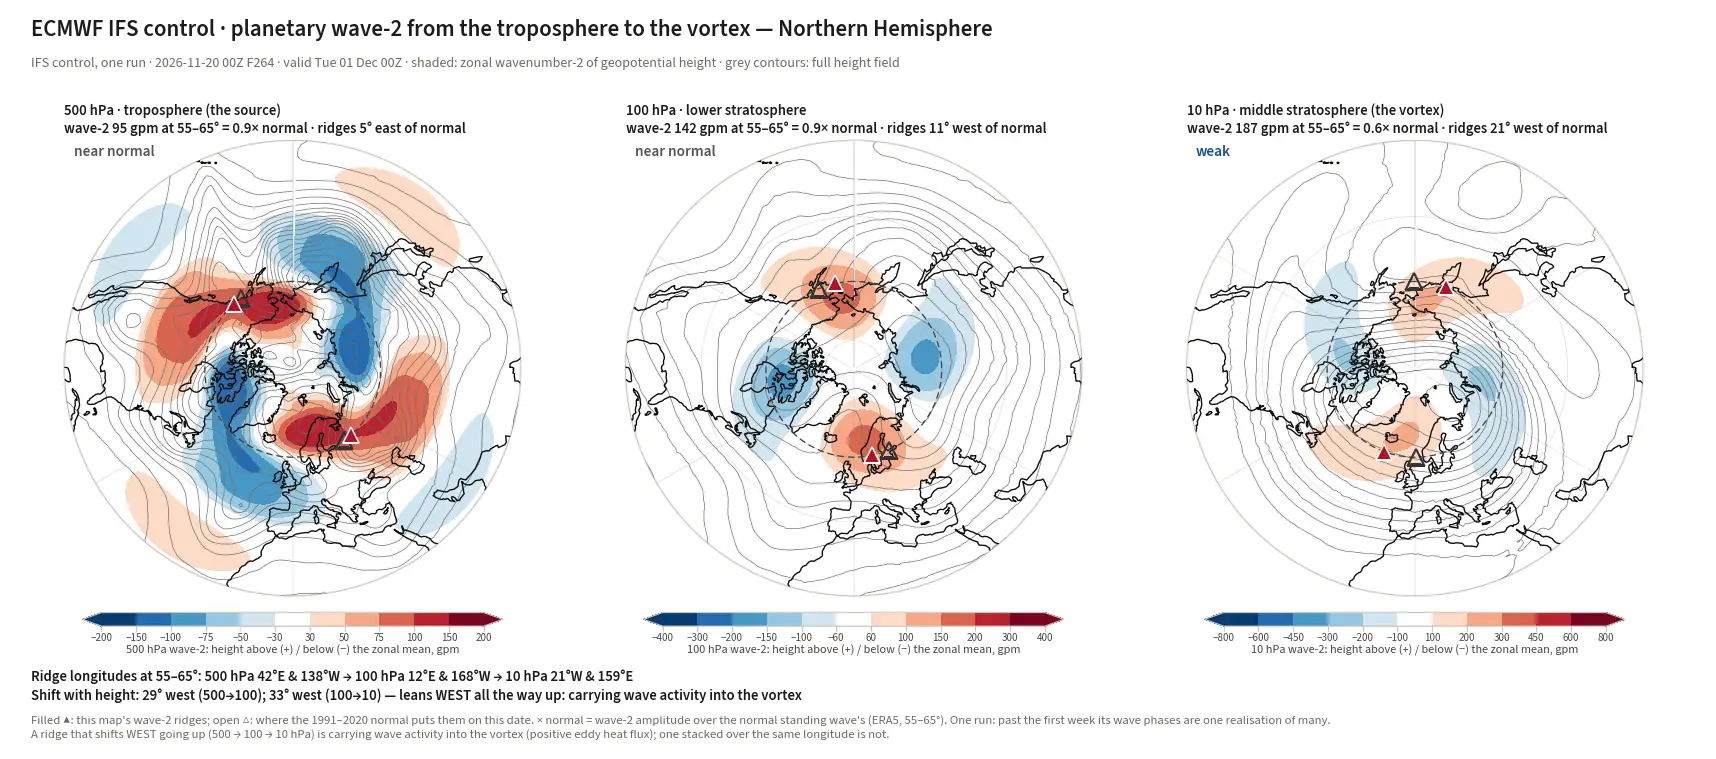 ECMWF IFS control · planetary wave-2 from the troposphere to the vortex — Northern Hemisphere
IFS control, one run · 2026-11-20 00Z F264 · valid Tue 01 Dec 00Z · shaded: zonal wavenumber-2 of geopotential height · grey contours: full height field
500 hPa · troposphere (the source)
wave-2 95 gpm at 55–65° = 0.9× normal · ridges 5° east of normal
near normal
100 hPa · lower stratosphere
wave-2 142 gpm at 55–65° = 0.9× normal · ridges 11° west of normal
near normal
10 hPa · middle stratosphere (the vortex)
wave-2 187 gpm at 55–65° = 0.6× normal · ridges 21° west of normal
weak
−200 −150 −100 −75 −50 −30 30 50 75 100 150 200
500 hPa wave-2: height above (+) / below (−) the zonal mean, gpm
−400 −300 −200 −150 −100 −60 60 100 150 200 300 400
100 hPa wave-2: height above (+) / below (−) the zonal mean, gpm
−800 −600 −450 −300 −200 −100 100 200 300 450 600 800
10 hPa wave-2: height above (+) / below (−) the zonal mean, gpm
Ridge longitudes at 55–65°: 500 hPa 42°E & 138°W → 100 hPa 12°E & 168°W → 10 hPa 21°W & 159°E
Shift with height: 29° west (500→100); 33° west (100→10) — leans WEST all the way up: carrying wave activity into the vortex
Filled ▲: this map's wave-2 ridges; open △: where the 1991–2020 normal puts them on this date. × normal = wave-2 amplitude over the normal standing wave's (ERA5, 55–65°). One run: past the first week its wave phases are one realisation of many.
A ridge that shifts WEST going up (500 → 100 → 10 hPa) is carrying wave activity into the vortex (positive eddy heat flux); one stacked over the same longitude is not.